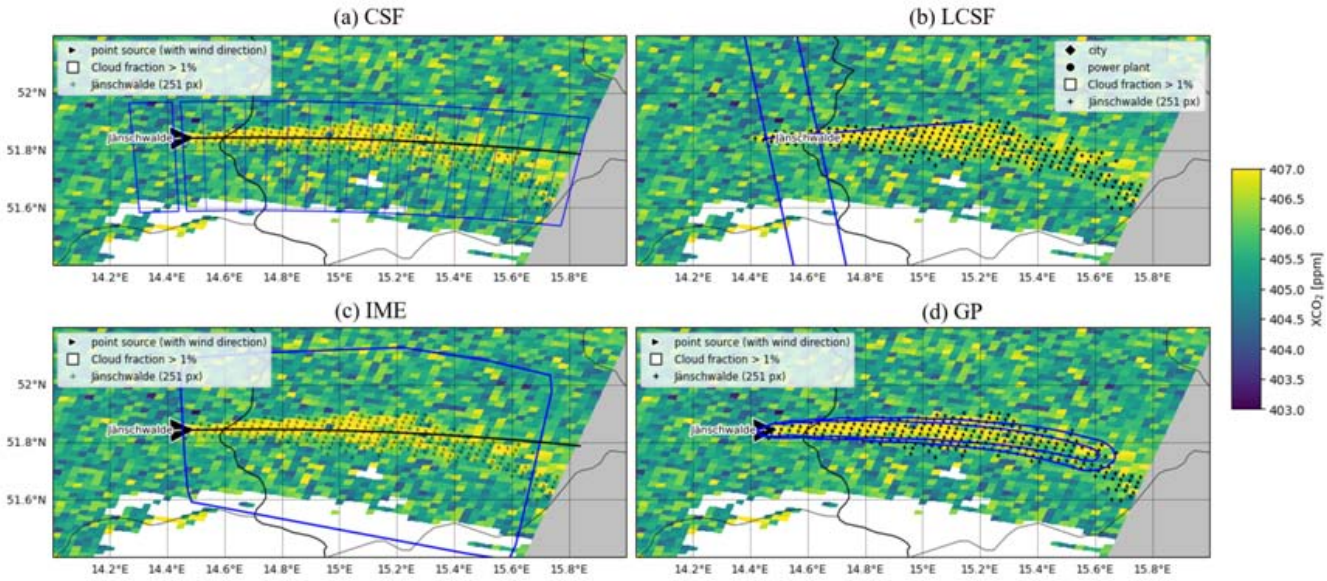 (a) CSF
point source (with wind direction)
Cloud fraction > 1%
Jänschwalde (251 px)
Jänschwalde
52°N
51.8°N
51.6°N
14.2°E 14.4°E 14.6°E 14.8°E 15°E 15.2°E 15.4°E 15.6°E 15.8°E
(b) LCSF
city
power plant
Cloud fraction > 1%
Jänschwalde (251 px)
Jänschwalde
14.2°E 14.4°E 14.6°E 14.8°E 15°E 15.2°E 15.4°E 15.6°E 15.8°E
(c) IME
point source (with wind direction)
Cloud fraction > 1%
Jänschwalde (251 px)
Jänschwalde
52°N
51.8°N
51.6°N
14.2°E 14.4°E 14.6°E 14.8°E 15°E 15.2°E 15.4°E 15.6°E 15.8°E
(d) GP
point source (with wind direction)
Cloud fraction > 1%
Jänschwalde (251 px)
Jänschwalde
14.2°E 14.4°E 14.6°E 14.8°E 15°E 15.2°E 15.4°E 15.6°E 15.8°E
407.0
406.5
406.0
405.5
405.0
404.5
404.0
403.5
403.0
XCO₂ [ppm]